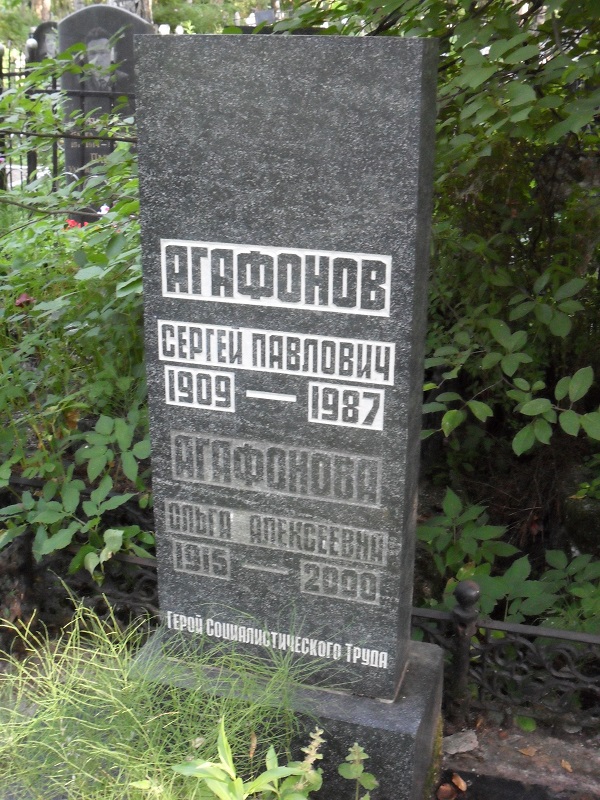 АГАФОНОВ
СЕРГЕЙ ПАВЛОВИЧ
1909 — 1987
АГАФОНОВА
ОЛЬГА АЛЕКСЕЕВНА
1915 — 2000
ГЕРОЙ СОЦИАЛИСТИЧЕСКОГО ТРУДА